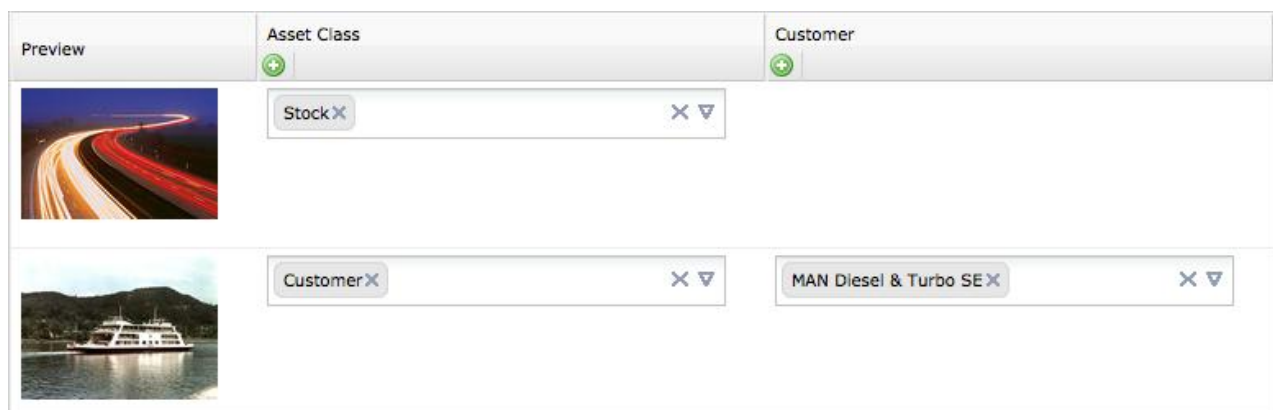 Preview
Asset Class
Customer
Stock
Customer
MAN Diesel & Turbo SE